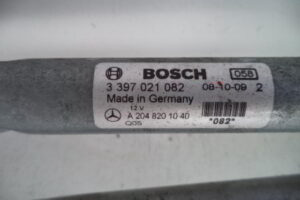 BOSCH 058
3 397 021 082 08-10-09 2
Made in Germany
12 V
A 204 820 10 40
QOS *082*